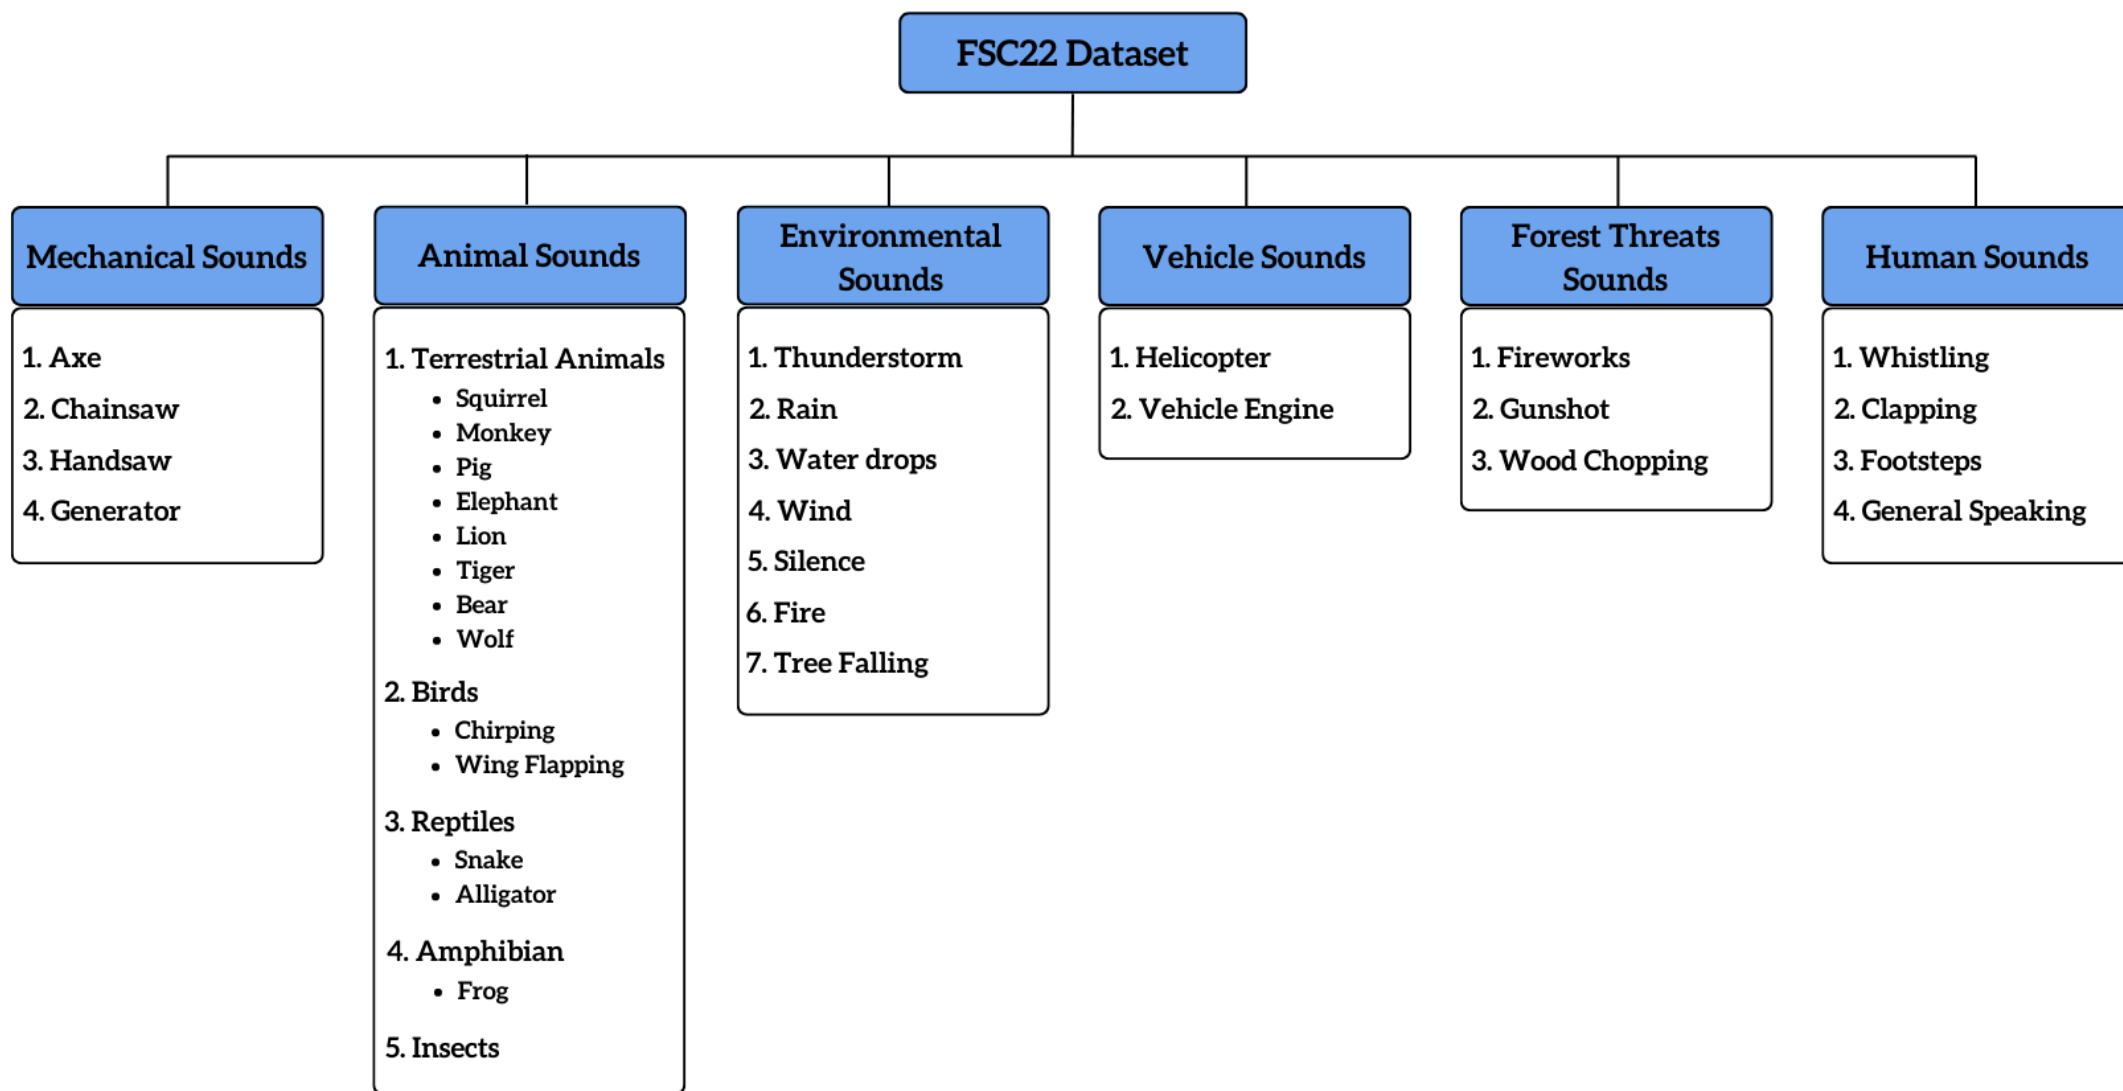 FSC22 Dataset
Mechanical Sounds
1. Axe
2. Chainsaw
3. Handsaw
4. Generator
Animal Sounds
1. Terrestrial Animals
• Squirrel
• Monkey
• Pig
• Elephant
• Lion
• Tiger
• Bear
• Wolf
2. Birds
• Chirping
• Wing Flapping
3. Reptiles
• Snake
• Alligator
4. Amphibian
• Frog
5. Insects
Environmental
Sounds
1. Thunderstorm
2. Rain
3. Water drops
4. Wind
5. Silence
6. Fire
7. Tree Falling
Vehicle Sounds
1. Helicopter
2. Vehicle Engine
Forest Threats
Sounds
1. Fireworks
2. Gunshot
3. Wood Chopping
Human Sounds
1. Whistling
2. Clapping
3. Footsteps
4. General Speaking